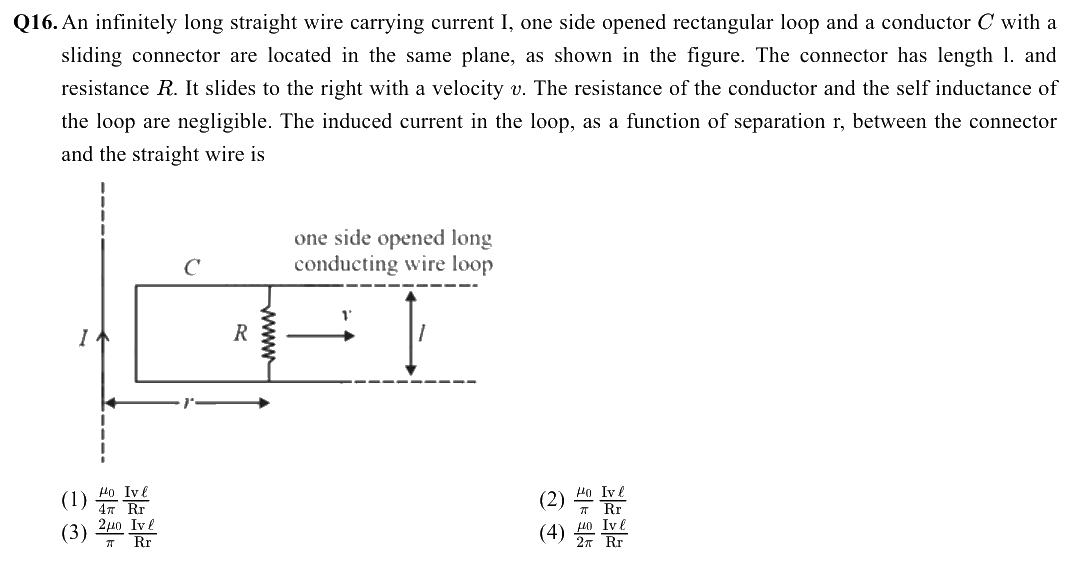 Q16. An infinitely long straight wire carrying current I, one side opened rectangular loop and a conductor C with a
sliding connector are located in the same plane, as shown in the figure. The connector has length l. and
resistance R. It slides to the right with a velocity v. The resistance of the conductor and the self inductance of
the loop are negligible. The induced current in the loop, as a function of separation r, between the connector
and the straight wire is
one side opened long
conducting wire loop
C
v
I
R
l
r
(1) μ0/4π Ivℓ/Rr
(2) μ0/π Ivℓ/Rr
(3) 2μ0/π Ivℓ/Rr
(4) μ0/2π Ivℓ/Rr